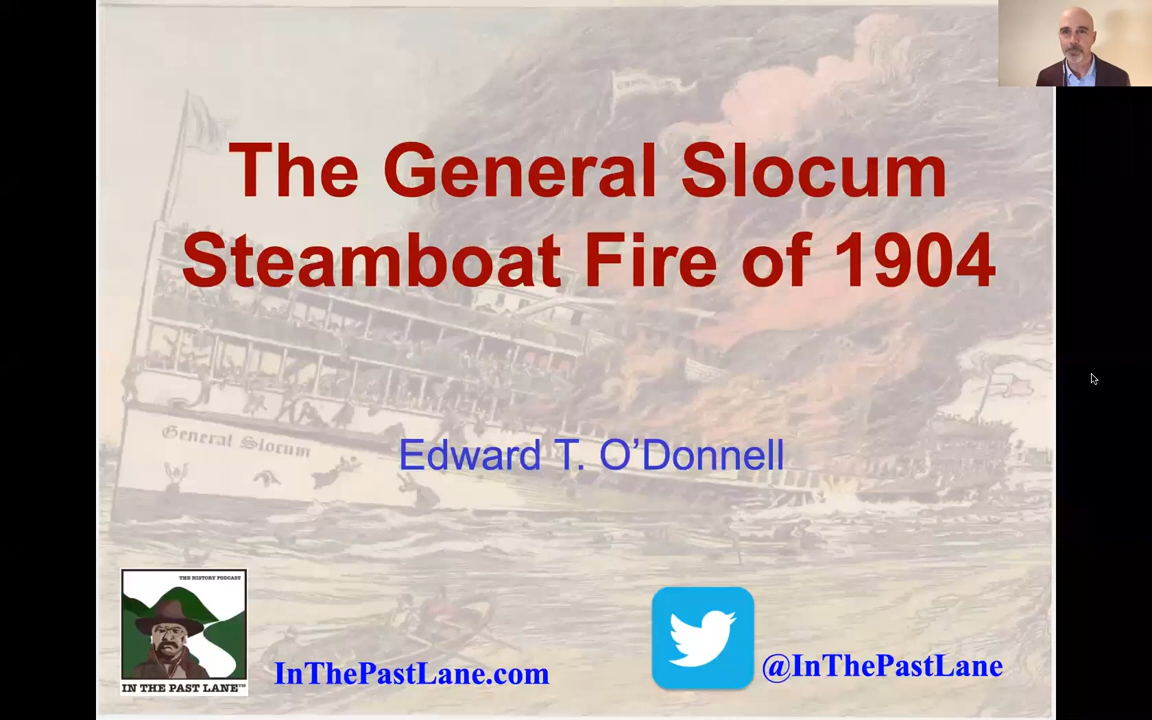 The General Slocum
Steamboat Fire of 1904
General Slocum
Edward T. O’Donnell
THE HISTORY PODCAST
IN THE PAST LANE
InThePastLane.com
@InThePastLane